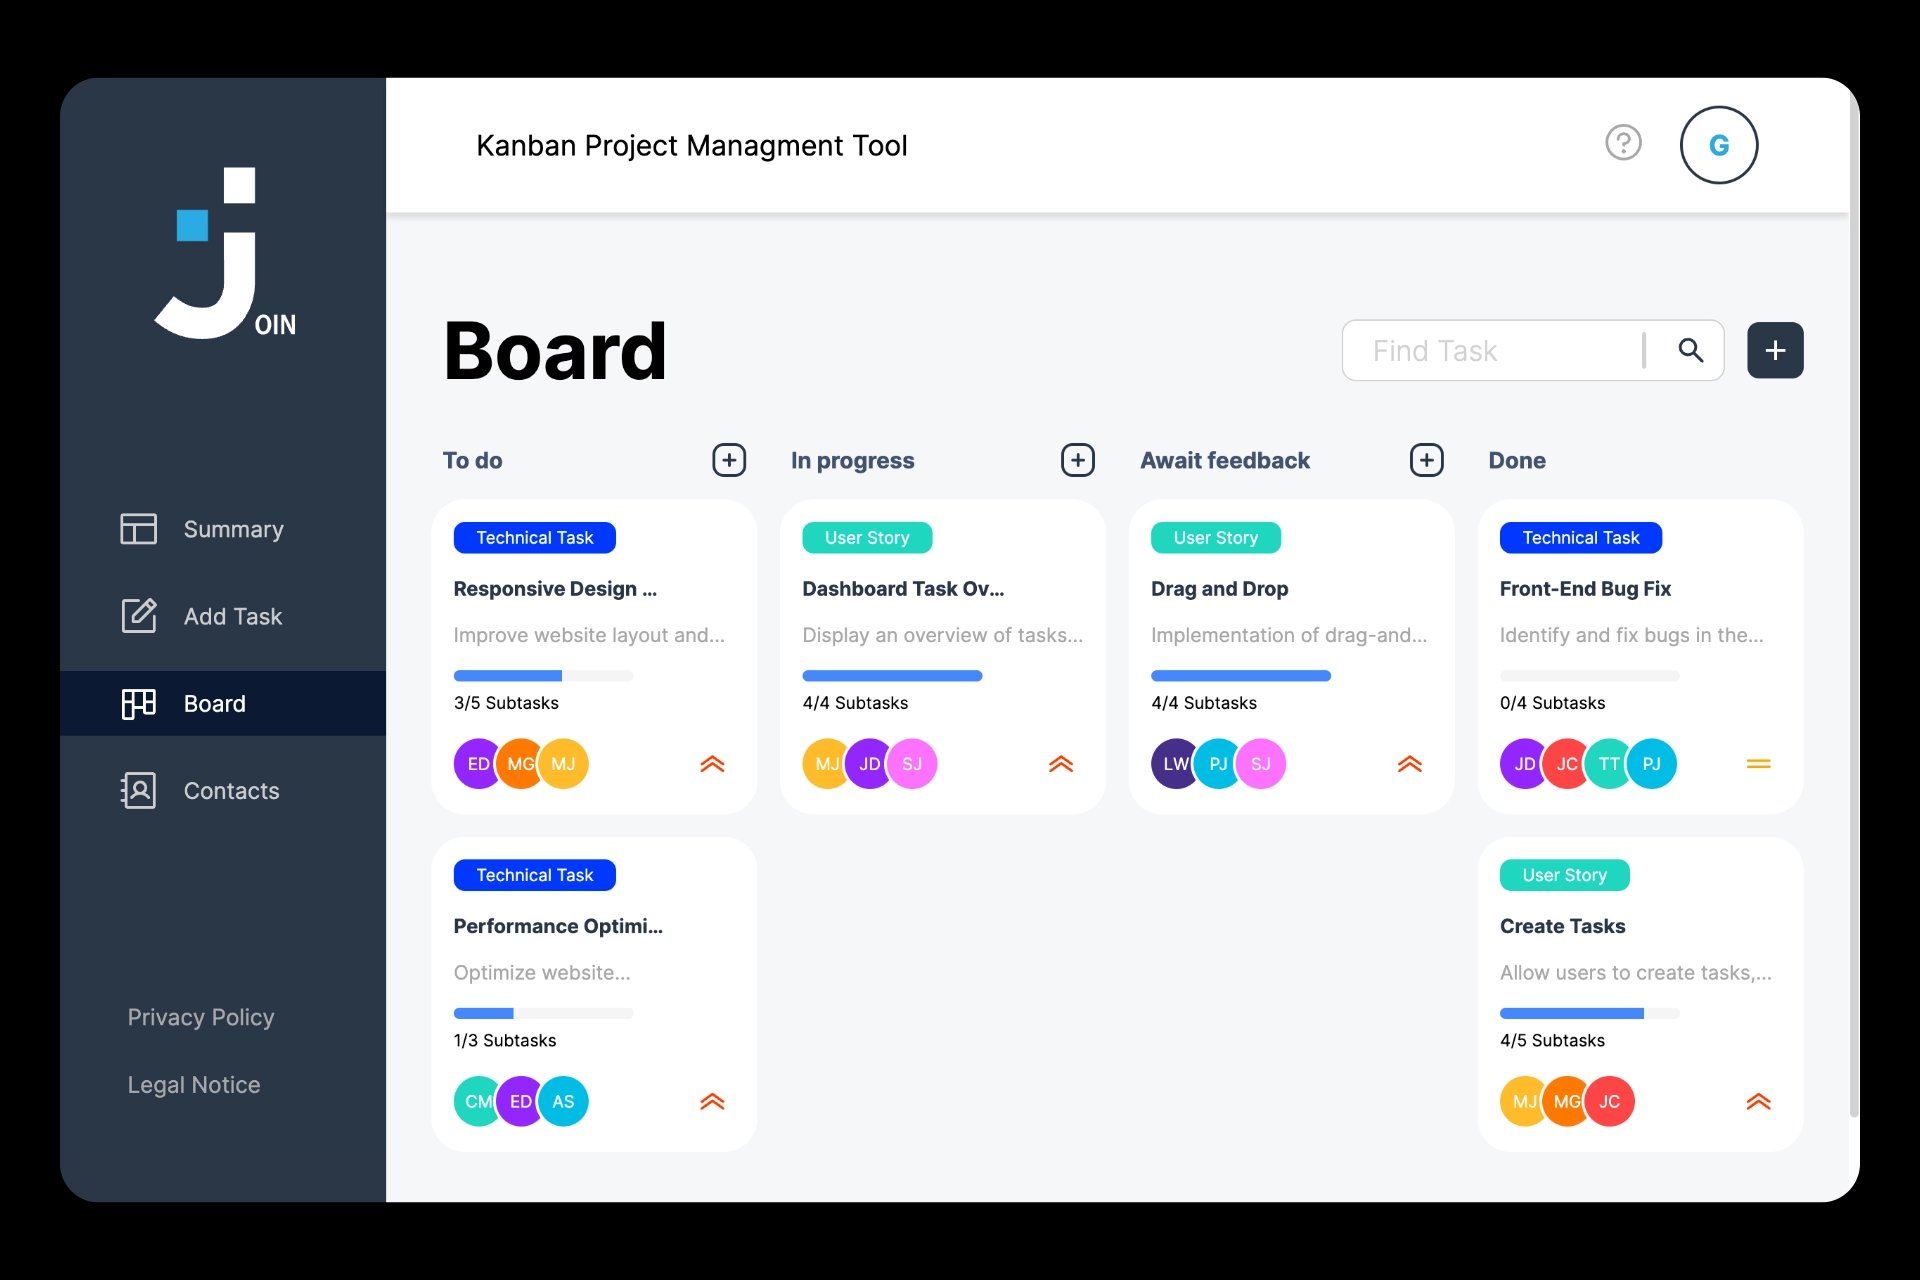 JOIN
Summary
Add Task
Board
Contacts
Privacy Policy
Legal Notice
Kanban Project Managment Tool
?
G
Board
Find Task
+
To do
Technical Task
Responsive Design ...
Improve website layout and...
3/5 Subtasks
ED MG MJ
Technical Task
Performance Optimi...
Optimize website...
1/3 Subtasks
CM ED AS
In progress
User Story
Dashboard Task Ov...
Display an overview of tasks...
4/4 Subtasks
MJ JD SJ
Await feedback
User Story
Drag and Drop
Implementation of drag-and...
4/4 Subtasks
LW PJ SJ
Done
Technical Task
Front-End Bug Fix
Identify and fix bugs in the...
0/4 Subtasks
JD JC TT PJ
User Story
Create Tasks
Allow users to create tasks,...
4/5 Subtasks
MJ MG JC